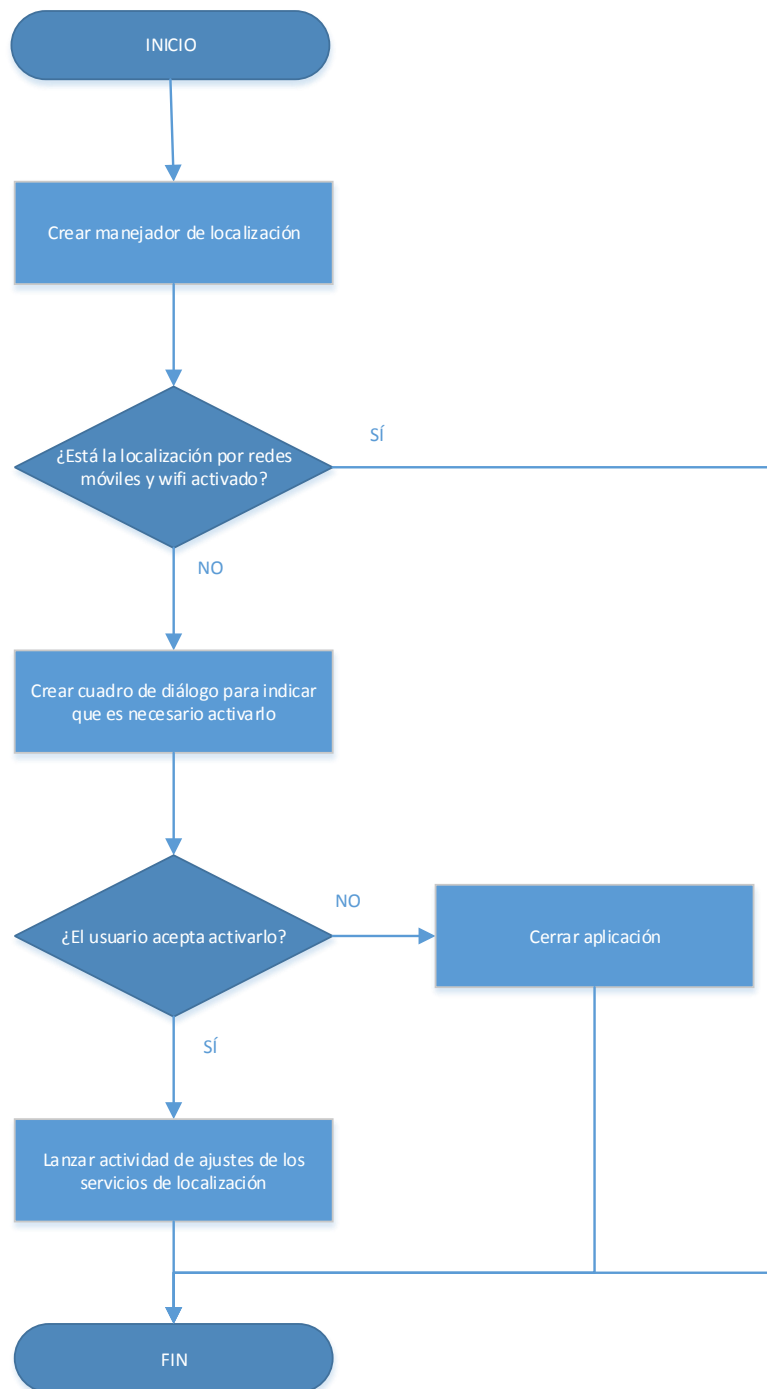 INICIO
Crear manejador de localización
¿Está la localización por redes
móviles y wifi activado?
SÍ
NO
Crear cuadro de diálogo para indicar
que es necesario activarlo
¿El usuario acepta activarlo?
NO
Cerrar aplicación
SÍ
Lanzar actividad de ajustes de los
servicios de localización
FIN